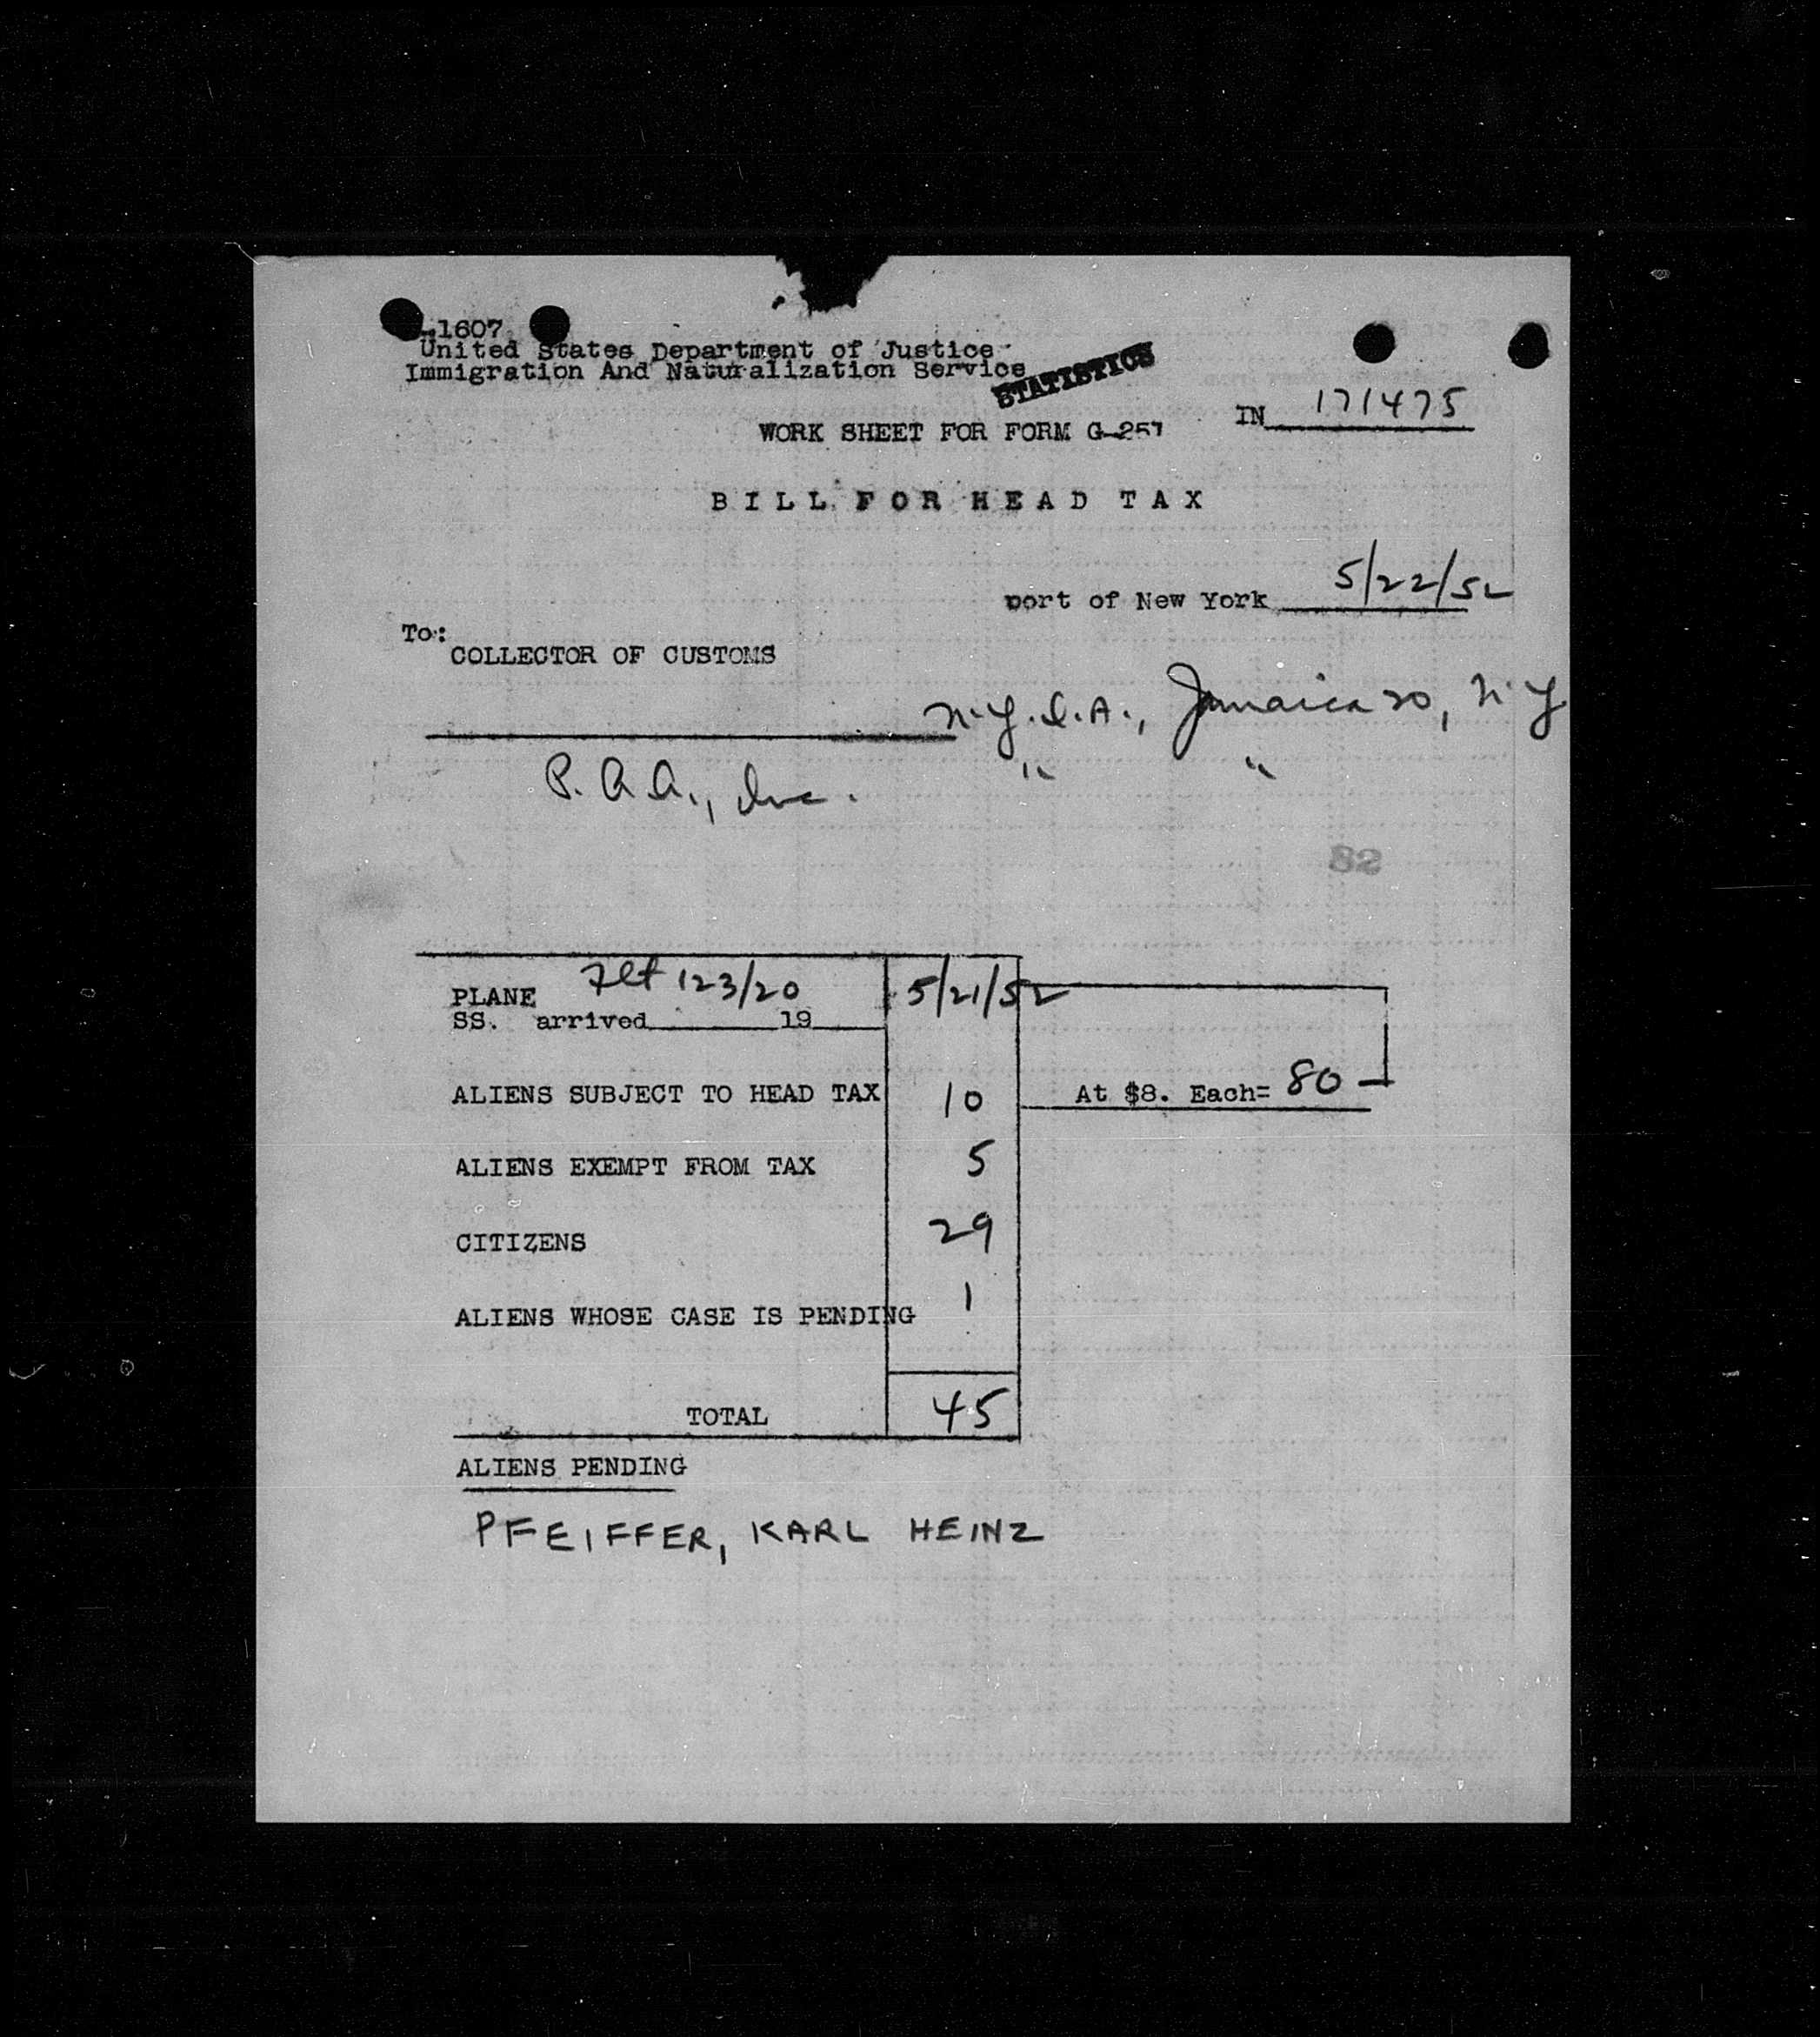 1607
United States Department of Justice
Immigration And Naturalization Service
STATISTICS
IN 171475
WORK SHEET FOR FORM G-257
BILL FOR HEAD TAX
port of New York 5/22/52
To:
COLLECTOR OF CUSTOMS
N.Y.I.A., Jamaica 20, N.Y
P.A.A., Inc. " "
82
PLANE Flt 123/20 5/21/52
SS. arrived 19
ALIENS SUBJECT TO HEAD TAX 10 At $8. Each= 80 —
ALIENS EXEMPT FROM TAX 5
CITIZENS 29
ALIENS WHOSE CASE IS PENDING 1
TOTAL 45
ALIENS PENDING
PFEIFFER, KARL HEINZ